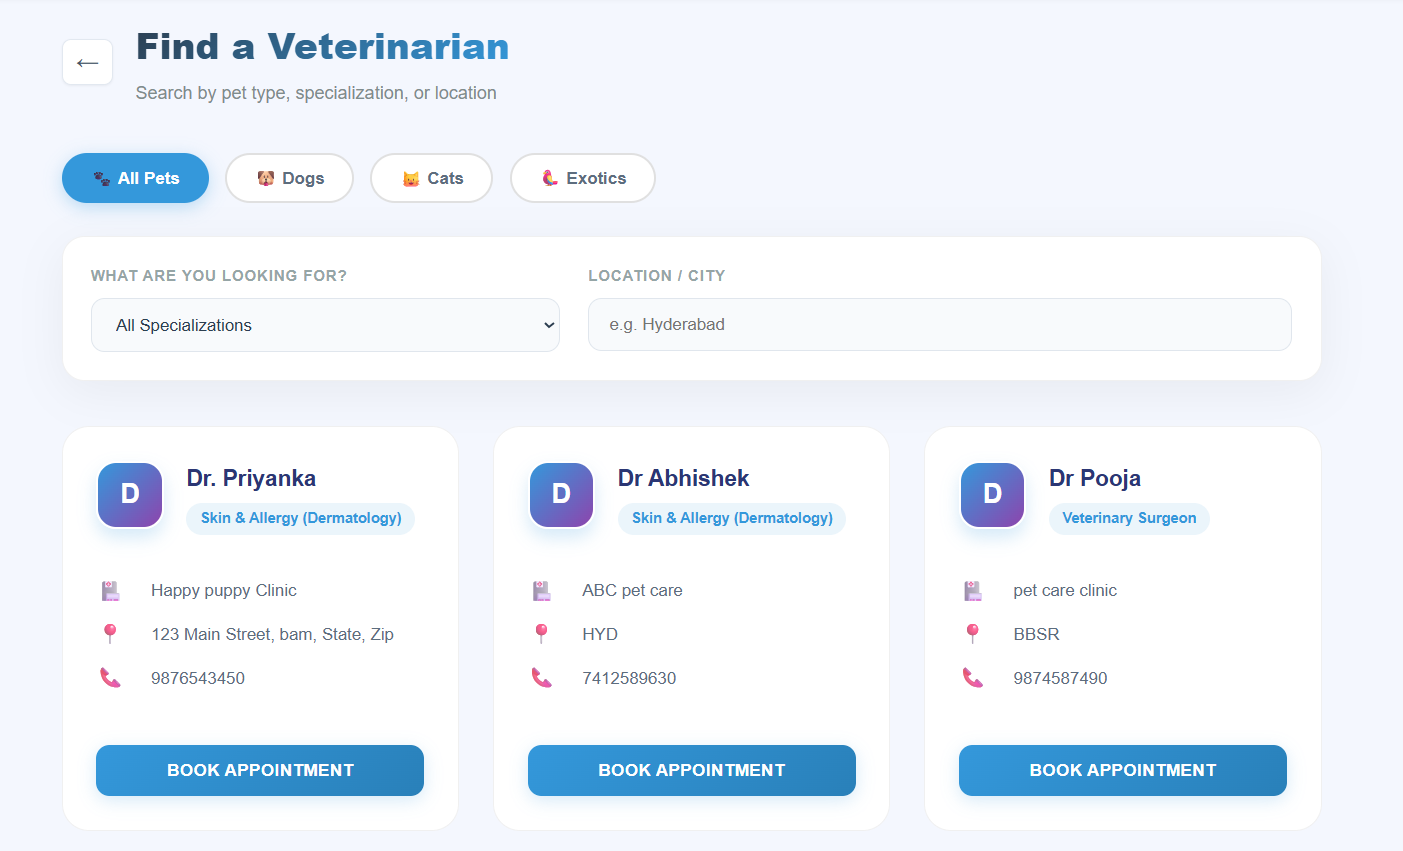 Find a Veterinarian
Search by pet type, specialization, or location
All Pets
Dogs
Cats
Exotics
WHAT ARE YOU LOOKING FOR?
All Specializations
LOCATION / CITY
e.g. Hyderabad
D
Dr. Priyanka
Skin & Allergy (Dermatology)
Happy puppy Clinic
123 Main Street, bam, State, Zip
9876543450
BOOK APPOINTMENT
D
Dr Abhishek
Skin & Allergy (Dermatology)
ABC pet care
HYD
7412589630
BOOK APPOINTMENT
D
Dr Pooja
Veterinary Surgeon
pet care clinic
BBSR
9874587490
BOOK APPOINTMENT